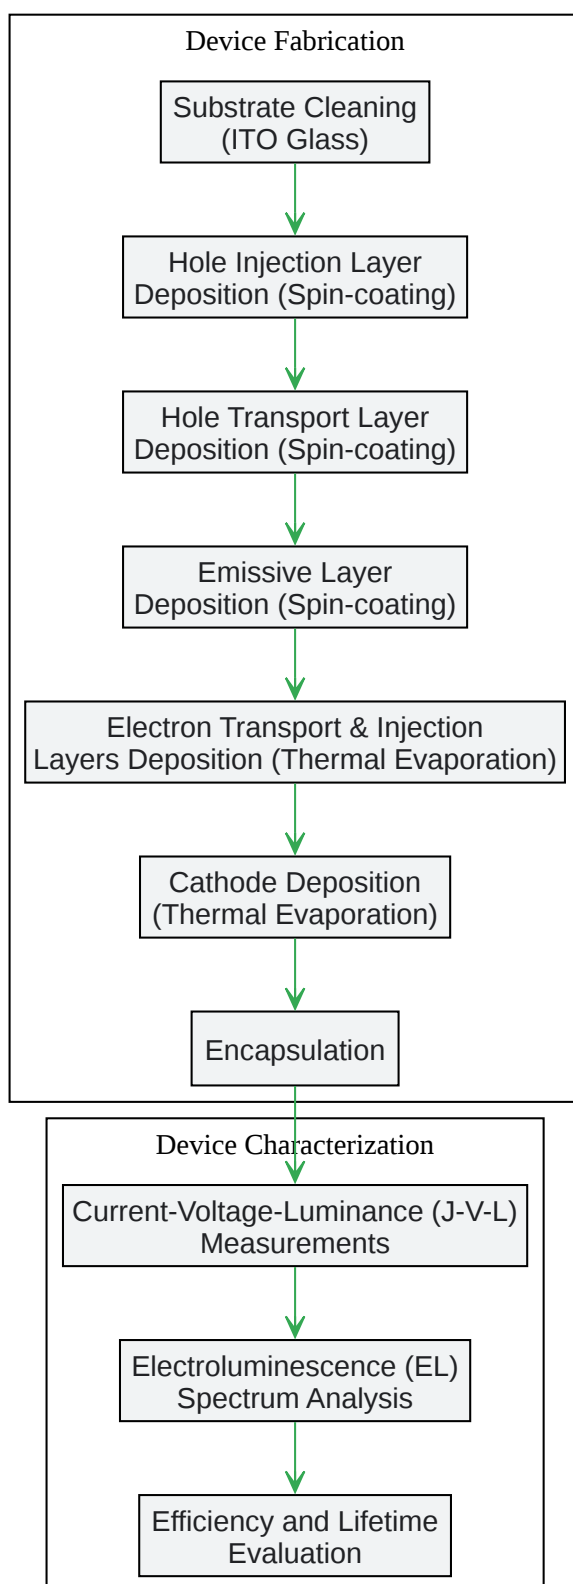 Device Fabrication
Substrate Cleaning
(ITO Glass)
Hole Injection Layer
Deposition (Spin-coating)
Hole Transport Layer
Deposition (Spin-coating)
Emissive Layer
Deposition (Spin-coating)
Electron Transport & Injection
Layers Deposition (Thermal Evaporation)
Cathode Deposition
(Thermal Evaporation)
Encapsulation
Device Characterization
Current-Voltage-Luminance (J-V-L)
Measurements
Electroluminescence (EL)
Spectrum Analysis
Efficiency and Lifetime
Evaluation